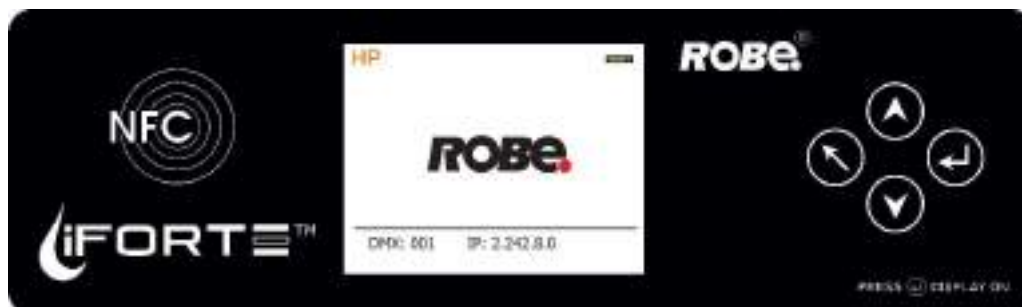 NFC
iFORTE™
HP
ROBE.
DMX: 001 IP: 2.242.8.0
ROBE.®
PRESS DISPLAY ON